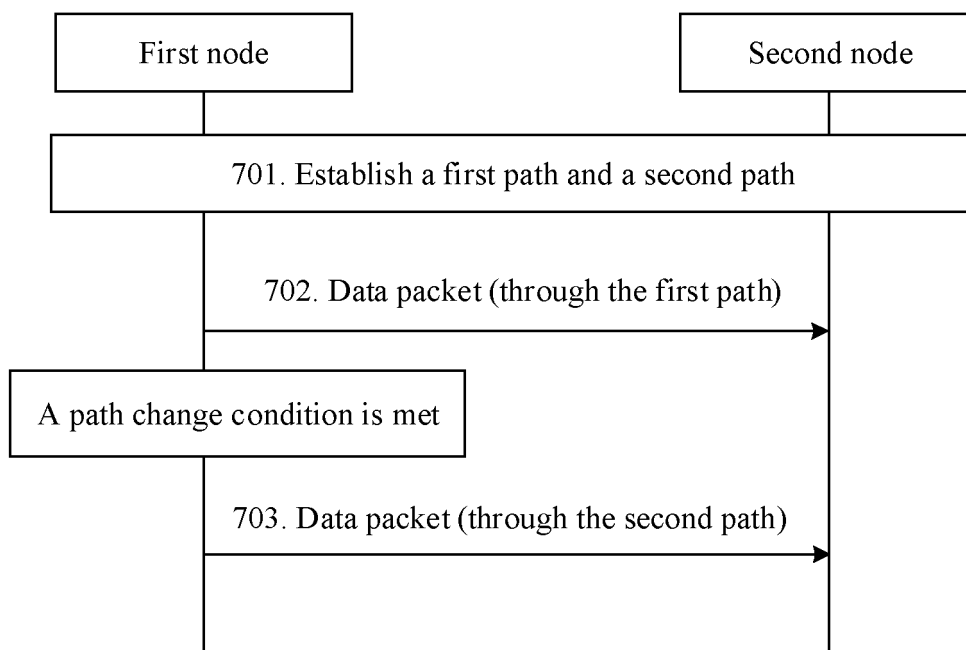 First node
Second node
701. Establish a first path and a second path
702. Data packet (through the first path)
A path change condition is met
703. Data packet (through the second path)